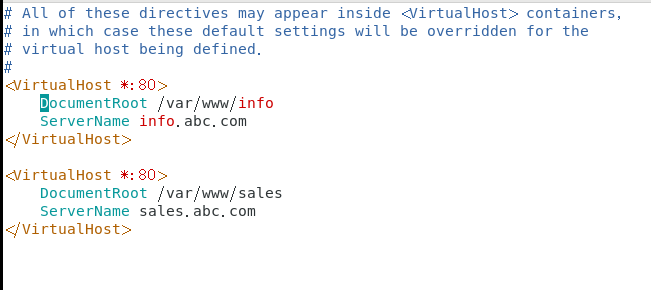 # All of these directives may appear inside <VirtualHost> containers,
# in which case these default settings will be overridden for the
# virtual host being defined.
#
<VirtualHost *:80>
    DocumentRoot /var/www/info
    ServerName info.abc.com
</VirtualHost>

<VirtualHost *:80>
    DocumentRoot /var/www/sales
    ServerName sales.abc.com
</VirtualHost>